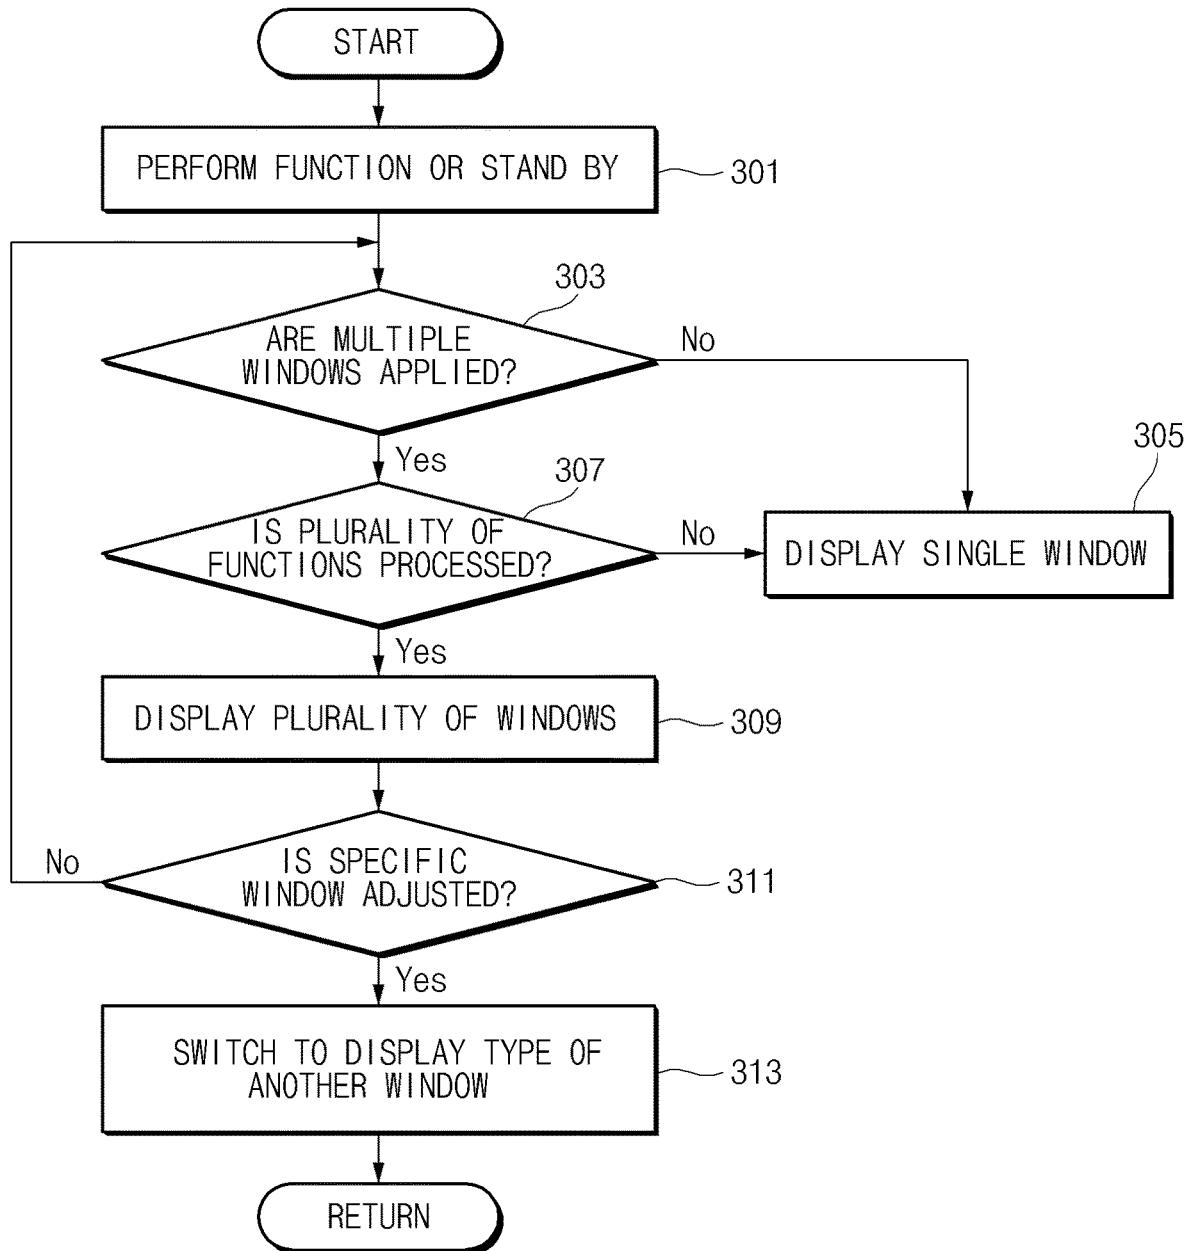 START
PERFORM FUNCTION OR STAND BY
301
303
ARE MULTIPLE
WINDOWS APPLIED?
No
Yes
305
DISPLAY SINGLE WINDOW
307
IS PLURALITY OF
FUNCTIONS PROCESSED?
No
Yes
DISPLAY PLURALITY OF WINDOWS
309
IS SPECIFIC
WINDOW ADJUSTED?
311
No
Yes
SWITCH TO DISPLAY TYPE OF
ANOTHER WINDOW
313
RETURN